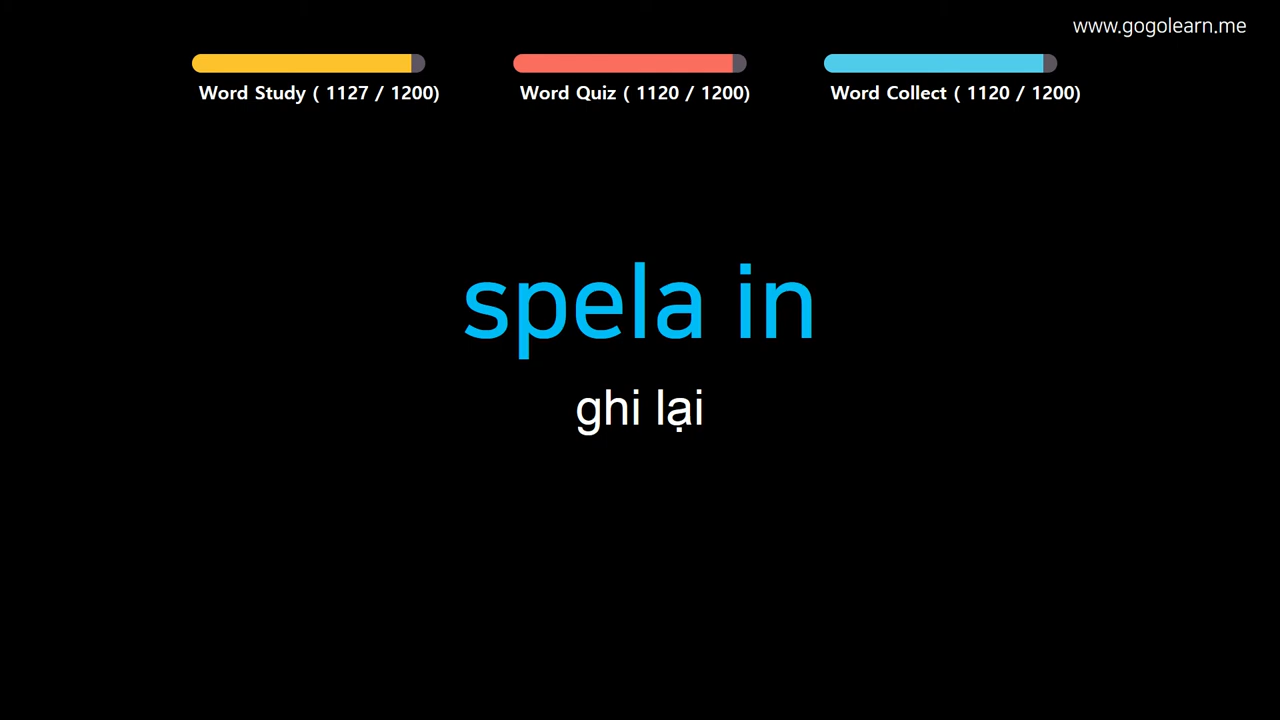 www.gogolearn.me
Word Study ( 1127 / 1200)
Word Quiz ( 1120 / 1200)
Word Collect ( 1120 / 1200)
spela in
ghi lại